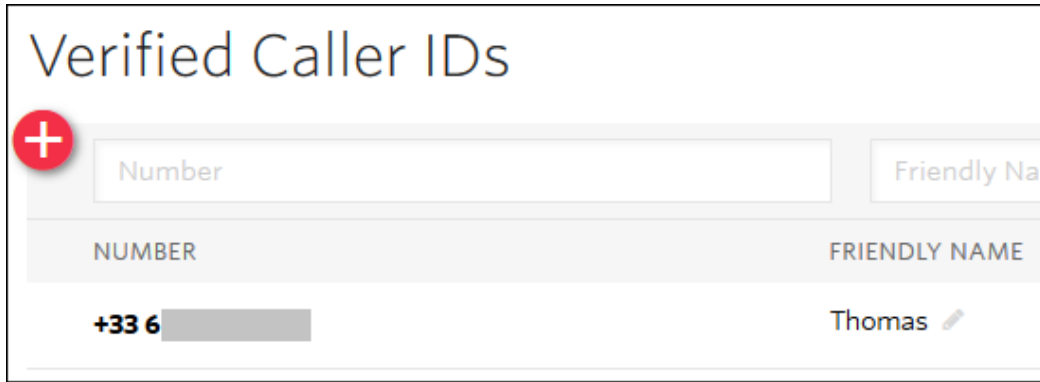 Verified Caller IDs
Number Friendly Na
NUMBER FRIENDLY NAME
+33 6 Thomas